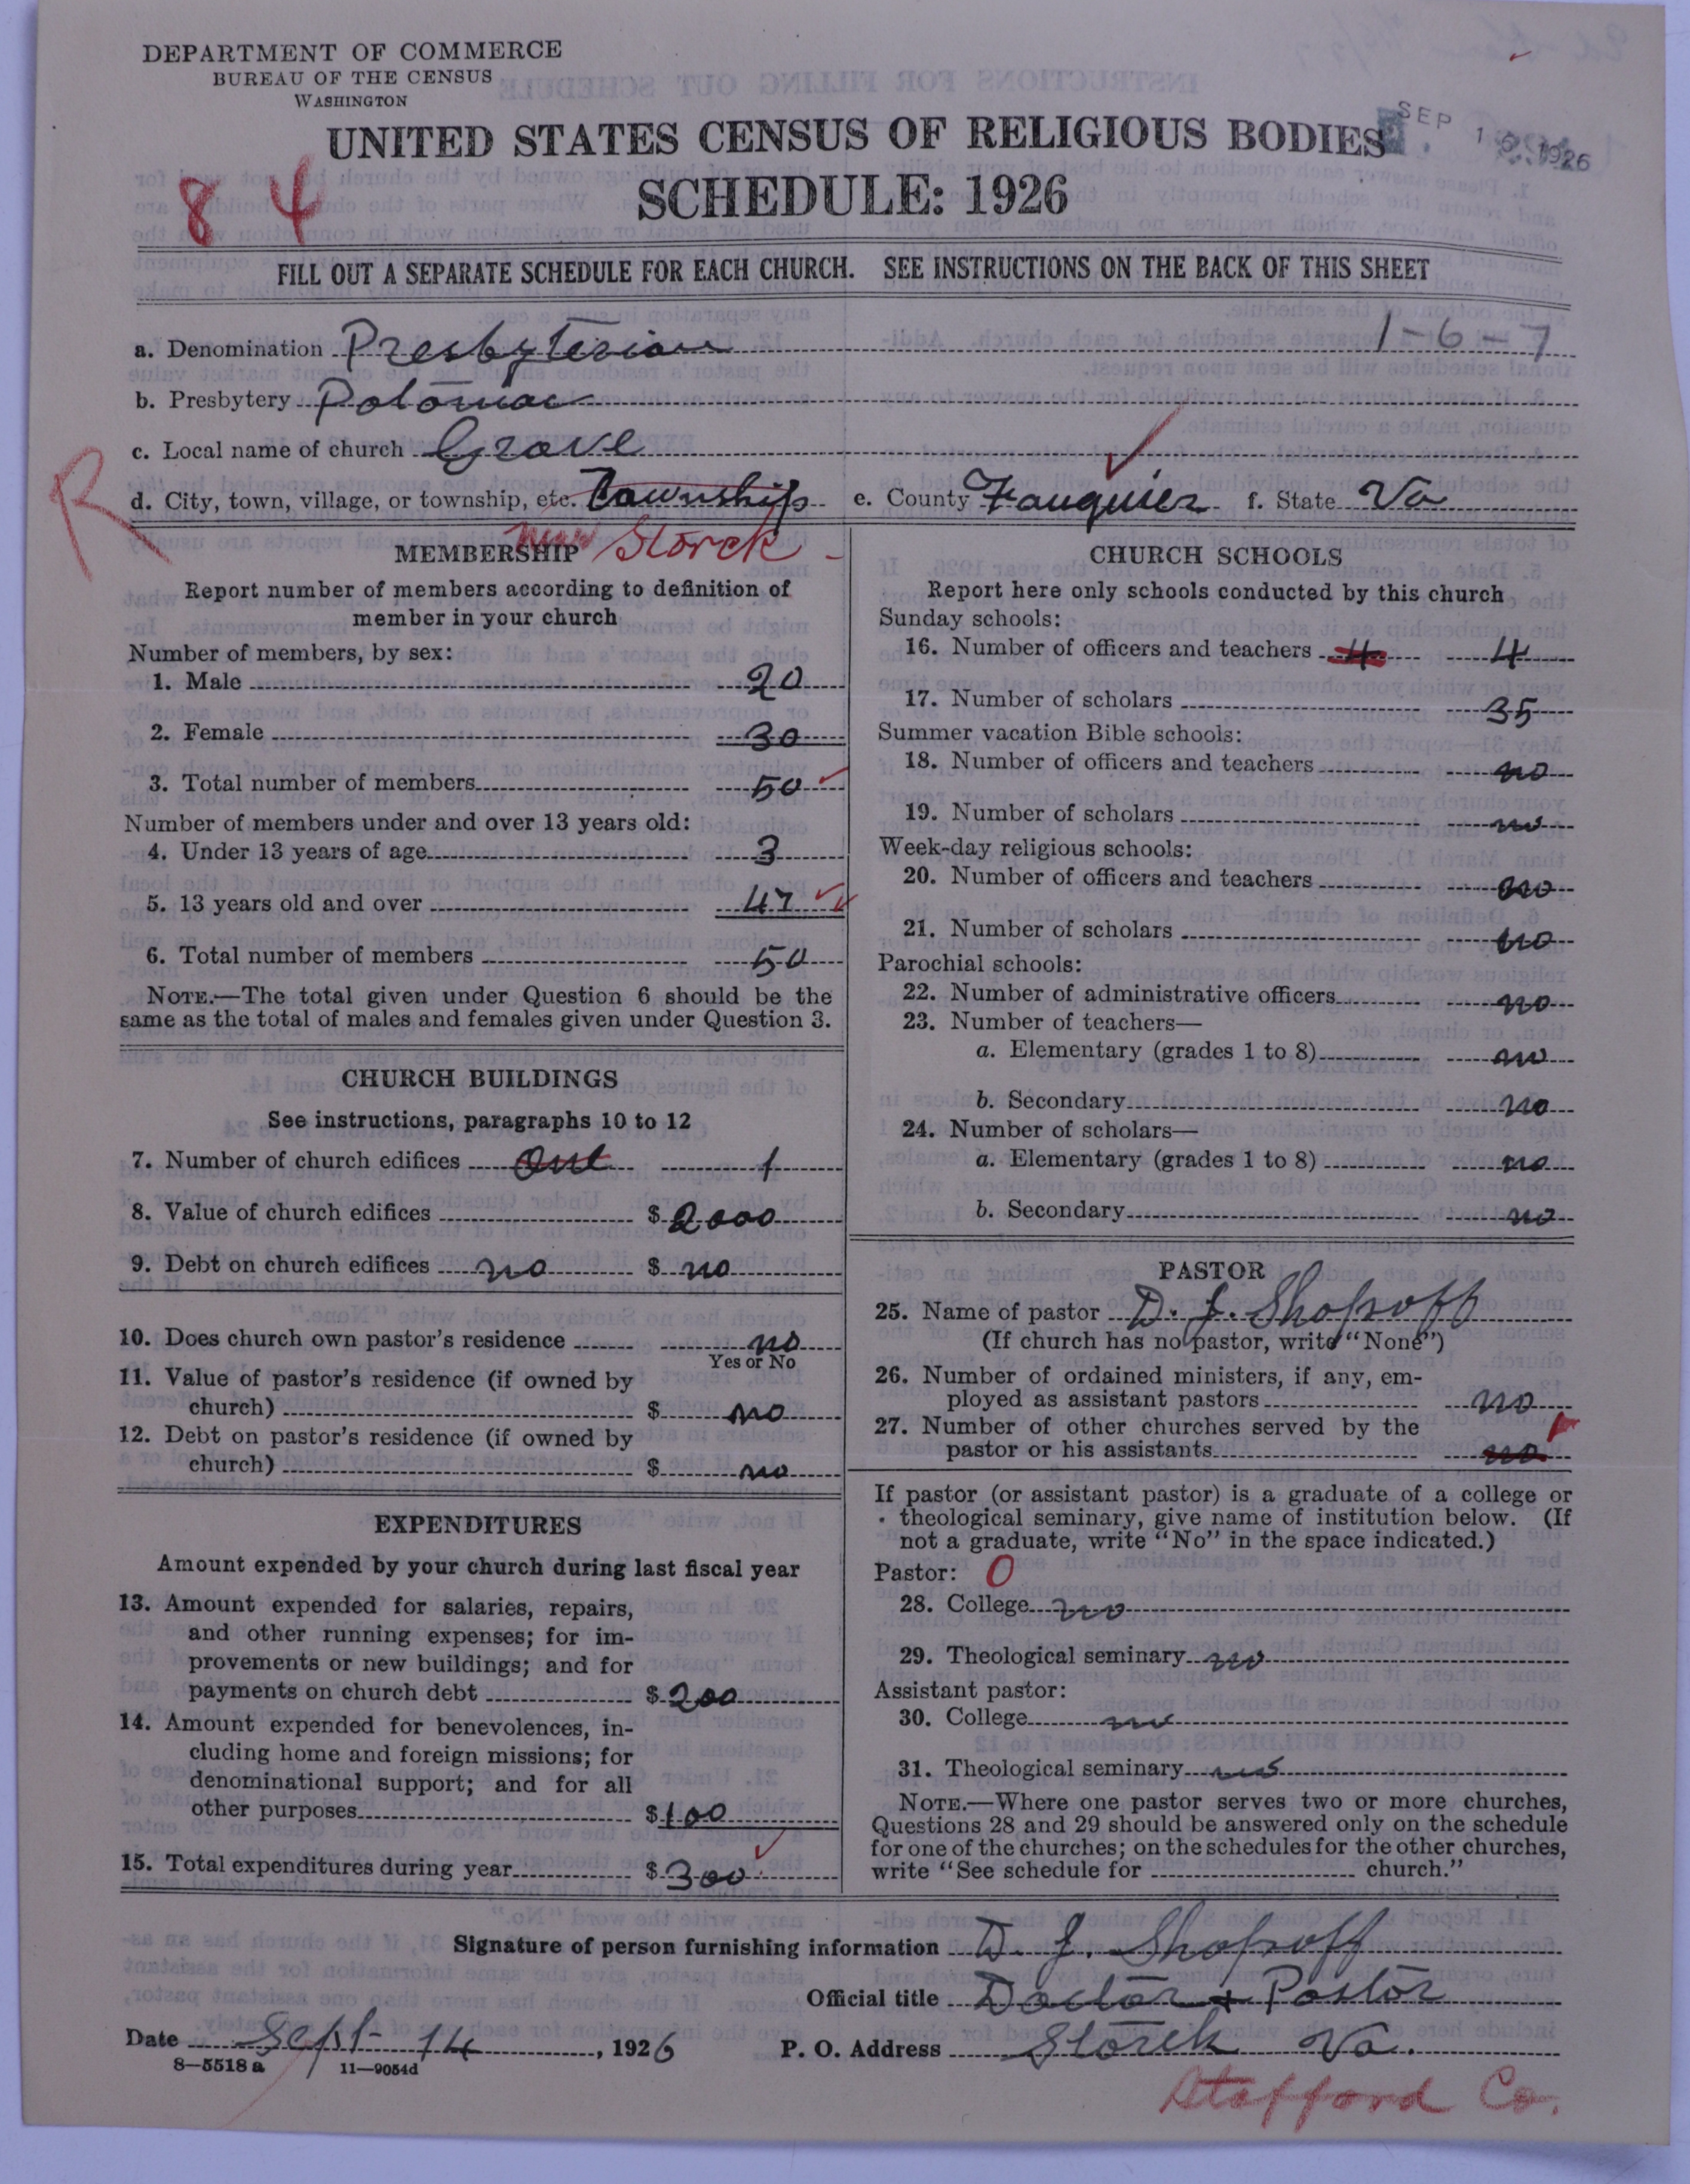 DEPARTMENT OF COMMERCE
BUREAU OF THE CENSUS
WASHINGTON
UNITED STATES CENSUS OF RELIGIOUS BODIES
SEP 1 1926
SCHEDULE: 1926
84
FILL OUT A SEPARATE SCHEDULE FOR EACH CHURCH. SEE INSTRUCTIONS ON THE BACK OF THIS SHEET
a. Denomination Presbyterian 1-6-7
b. Presbytery Potomac
c. Local name of church Grove
R
d. City, town, village, or township, etc. Township e. County Fauquier f. State Va
near Storck
MEMBERSHIP
Report number of members according to definition of
member in your church
Number of members, by sex:
1. Male 20
2. Female 30
3. Total number of members 50
Number of members under and over 13 years old:
4. Under 13 years of age 3
5. 13 years old and over 47
6. Total number of members 50
NOTE.—The total given under Question 6 should be the
same as the total of males and females given under Question 3.
CHURCH BUILDINGS
See instructions, paragraphs 10 to 12
7. Number of church edifices one 1
8. Value of church edifices $ 2000
9. Debt on church edifices no $ no
10. Does church own pastor's residence no
Yes or No
11. Value of pastor's residence (if owned by
church) $ no
12. Debt on pastor's residence (if owned by
church) $ no
EXPENDITURES
Amount expended by your church during last fiscal year
13. Amount expended for salaries, repairs,
and other running expenses; for im-
provements or new buildings; and for
payments on church debt $ 200
14. Amount expended for benevolences, in-
cluding home and foreign missions; for
denominational support; and for all
other purposes $ 100
15. Total expenditures during year $ 300
CHURCH SCHOOLS
Report here only schools conducted by this church
Sunday schools:
16. Number of officers and teachers 4 4
17. Number of scholars 35
Summer vacation Bible schools:
18. Number of officers and teachers no
19. Number of scholars no
Week-day religious schools:
20. Number of officers and teachers no
21. Number of scholars no
Parochial schools:
22. Number of administrative officers no
23. Number of teachers—
a. Elementary (grades 1 to 8) no
b. Secondary no
24. Number of scholars—
a. Elementary (grades 1 to 8) no
b. Secondary no
PASTOR
25. Name of pastor D. J. Shopoff
(If church has no pastor, write "None")
26. Number of ordained ministers, if any, em-
ployed as assistant pastors no
27. Number of other churches served by the
pastor or his assistants no
If pastor (or assistant pastor) is a graduate of a college or
theological seminary, give name of institution below. (If
not a graduate, write "No" in the space indicated.)
Pastor: 0
28. College no
29. Theological seminary no
Assistant pastor:
30. College no
31. Theological seminary no
NOTE.—Where one pastor serves two or more churches,
Questions 28 and 29 should be answered only on the schedule
for one of the churches; on the schedules for the other churches,
write "See schedule for church."
Signature of person furnishing information D. J. Shopoff
Official title Doctor + Pastor
Date Sept 14, 1926 P. O. Address Storck Va.
8—5518 a 11—9054d
Stafford Co.